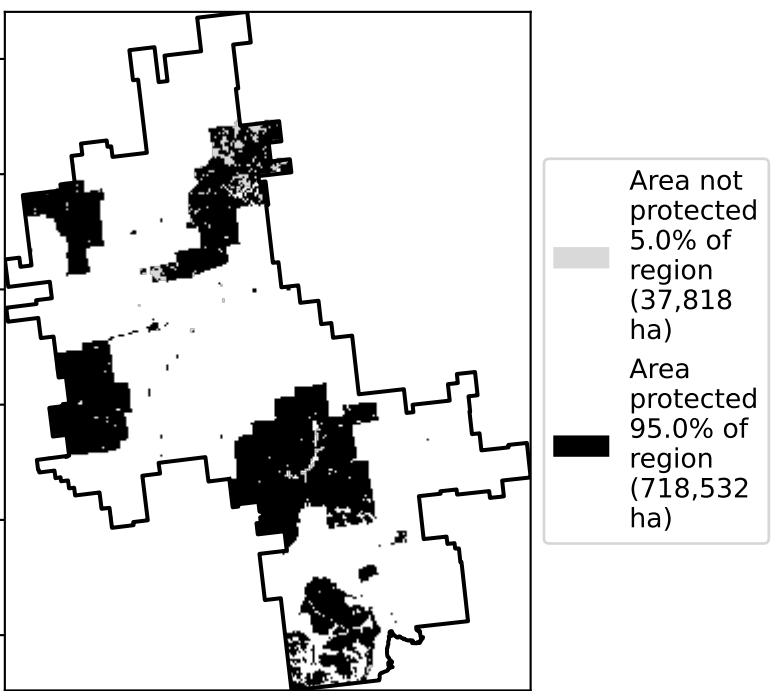 Area not
protected
5.0% of
region
(37,818
ha)
Area
protected
95.0% of
region
(718,532
ha)